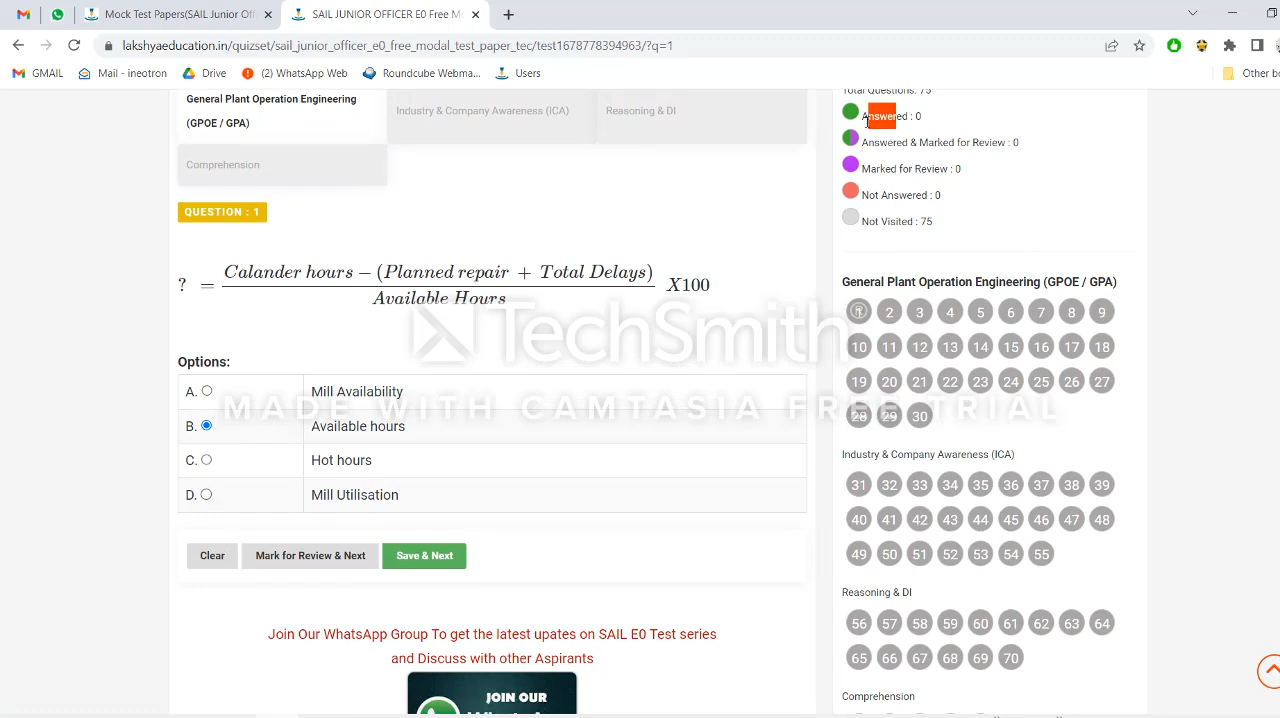 Mock Test Papers(SAIL Junior Off
SAIL JUNIOR OFFICER E0 Free M
lakshyaeducation.in/quizset/sail_junior_officer_e0_free_modal_test_paper_tec/test1678778394963/?q=1
GMAIL
Mail - ineotron
Drive
(2) WhatsApp Web
Roundcube Webma...
Users
Other bo
General Plant Operation Engineering
(GPOE / GPA)
Industry & Company Awareness (ICA)
Reasoning & DI
Comprehension
QUESTION : 1
? = Calander hours − (Planned repair + Total Delays) / Available Hours X100
Options:
A. Mill Availability
B. Available hours
C. Hot hours
D. Mill Utilisation
Clear
Mark for Review & Next
Save & Next
Join Our WhatsApp Group To get the latest upates on SAIL E0 Test series
and Discuss with other Aspirants
JOIN OUR
Total Questions: 75
Answered : 0
Answered & Marked for Review : 0
Marked for Review : 0
Not Answered : 0
Not Visited : 75
General Plant Operation Engineering (GPOE / GPA)
1 2 3 4 5 6 7 8 9
10 11 12 13 14 15 16 17 18
19 20 21 22 23 24 25 26 27
28 29 30
Industry & Company Awareness (ICA)
31 32 33 34 35 36 37 38 39
40 41 42 43 44 45 46 47 48
49 50 51 52 53 54 55
Reasoning & DI
56 57 58 59 60 61 62 63 64
65 66 67 68 69 70
Comprehension
TechSmith
MADE WITH CAMTASIA FREE TRIAL